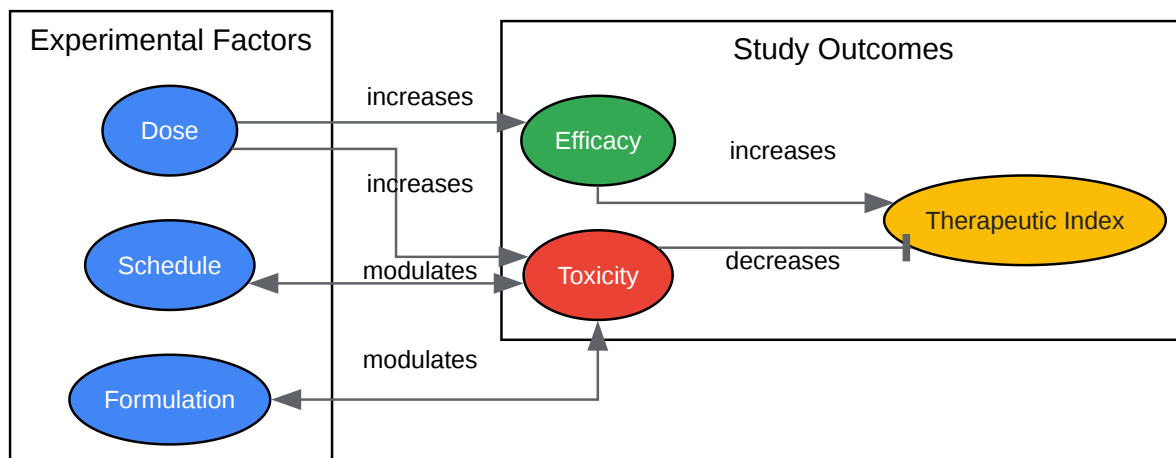 Experimental Factors
Study Outcomes
Dose
increases
Efficacy
increases
increases
Therapeutic Index
Schedule
modulates
Toxicity
decreases
modulates
Formulation